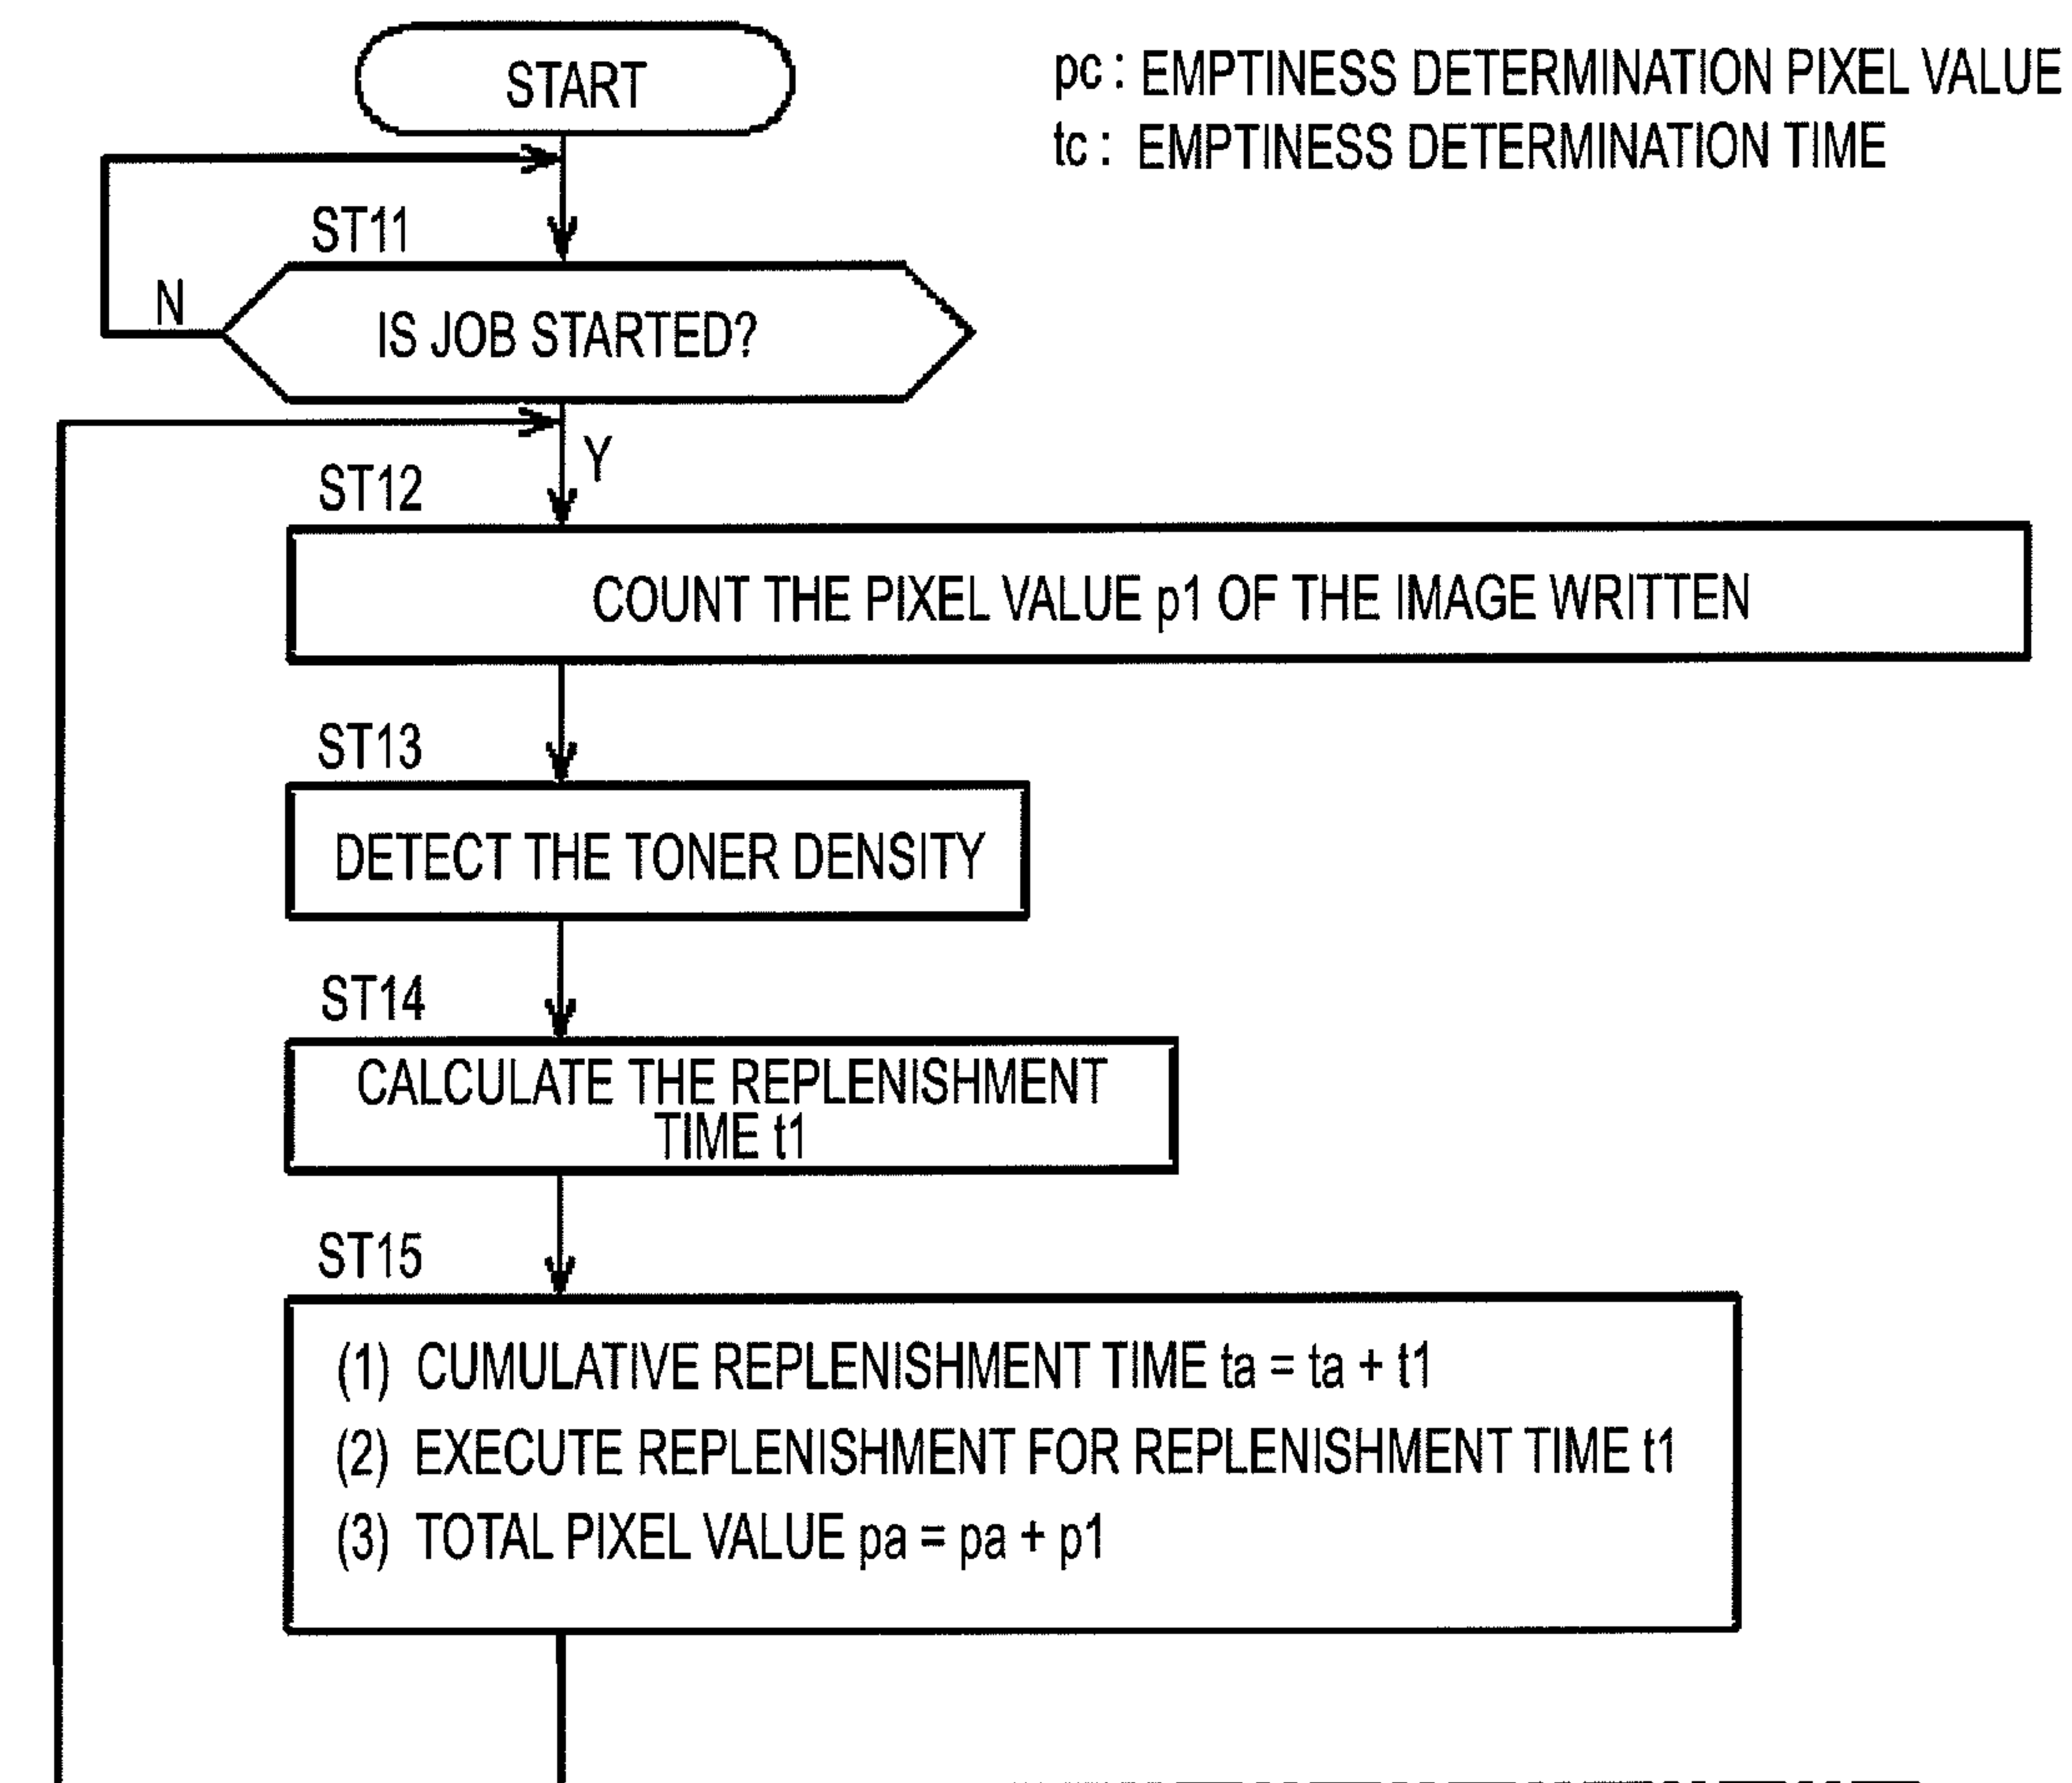 START
pc : EMPTINESS DETERMINATION PIXEL VALUE
tc : EMPTINESS DETERMINATION TIME
ST11
N
IS JOB STARTED?
Y
ST12
COUNT THE PIXEL VALUE p1 OF THE IMAGE WRITTEN
ST13
DETECT THE TONER DENSITY
ST14
CALCULATE THE REPLENISHMENT
TIME t1
ST15
(1) CUMULATIVE REPLENISHMENT TIME ta = ta + t1
(2) EXECUTE REPLENISHMENT FOR REPLENISHMENT TIME t1
(3) TOTAL PIXEL VALUE pa = pa + p1